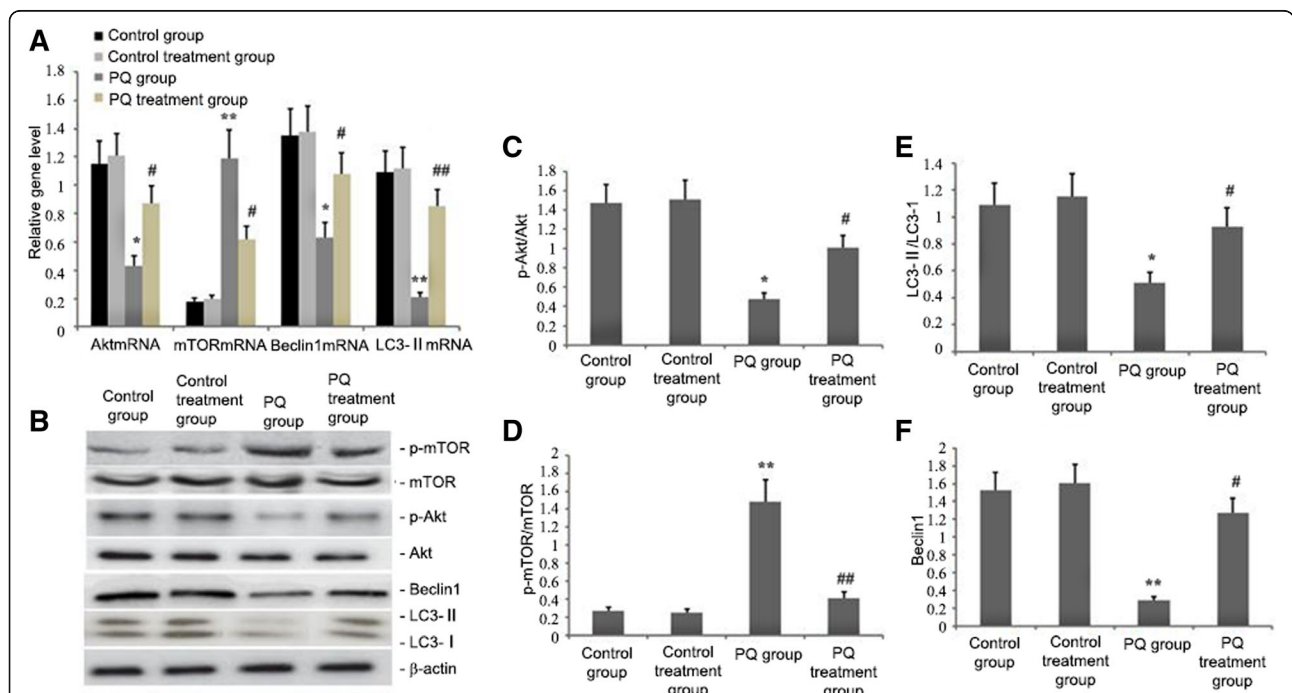 A
Control group
Control treatment group
PQ group
PQ treatment group
Relative gene level
1.8
1.6
1.4
1.2
1
0.8
0.6
0.4
0.2
0
*
#
**
#
*
#
**
##
AktmRNA mTORmRNA Beclin1mRNA LC3-II mRNA
B
Control
group
Control
treatment
group
PQ
group
PQ
treatment
group
- p-mTOR
- mTOR
- p-Akt
- Akt
- Beclin1
- LC3-II
- LC3-I
- β-actin
C
p-Akt/Akt
1.8
1.6
1.4
1.2
1
0.8
0.6
0.4
0.2
0
*
#
Control
group
Control
treatment
group
PQ group
PQ
treatment
group
D
p-mTOR/mTOR
2
1.8
1.6
1.4
1.2
1
0.8
0.6
0.4
0.2
0
**
##
Control
group
Control
treatment
group
PQ group
PQ
treatment
group
E
LC3-II/LC3-1
1.4
1.2
1
0.8
0.6
0.4
0.2
0
*
#
Control
group
Control
treatment
group
PQ group
PQ
treatment
group
F
Beclin1
2
1.8
1.6
1.4
1.2
1
0.8
0.6
0.4
0.2
0
**
#
Control
group
Control
treatment
group
PQ group
PQ
treatment
group